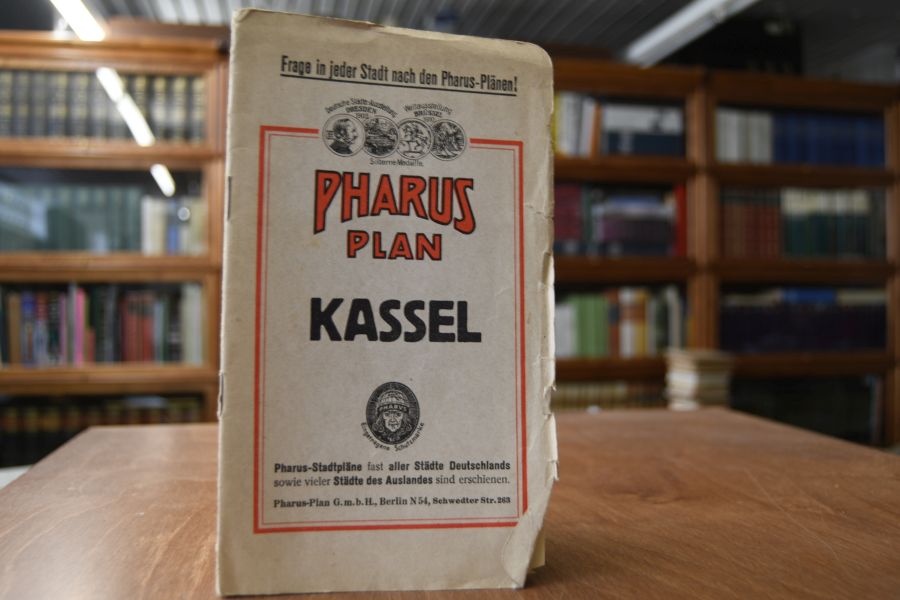 Frage in jeder Stadt nach den Pharus-Plänen!
Deutsche Städte-Ausstellung Weltausstellung
DRESDEN BRÜSSEL
1903 1910
Silberne Medaille.
PHARUS
PLAN
KASSEL
PHARUS
Eingetragene Schutzmarke
Pharus-Stadtpläne fast aller Städte Deutschlands
sowie vieler Städte des Auslandes sind erschienen.
Pharus-Plan G.m.b.H., Berlin N 54, Schwedter Str. 263